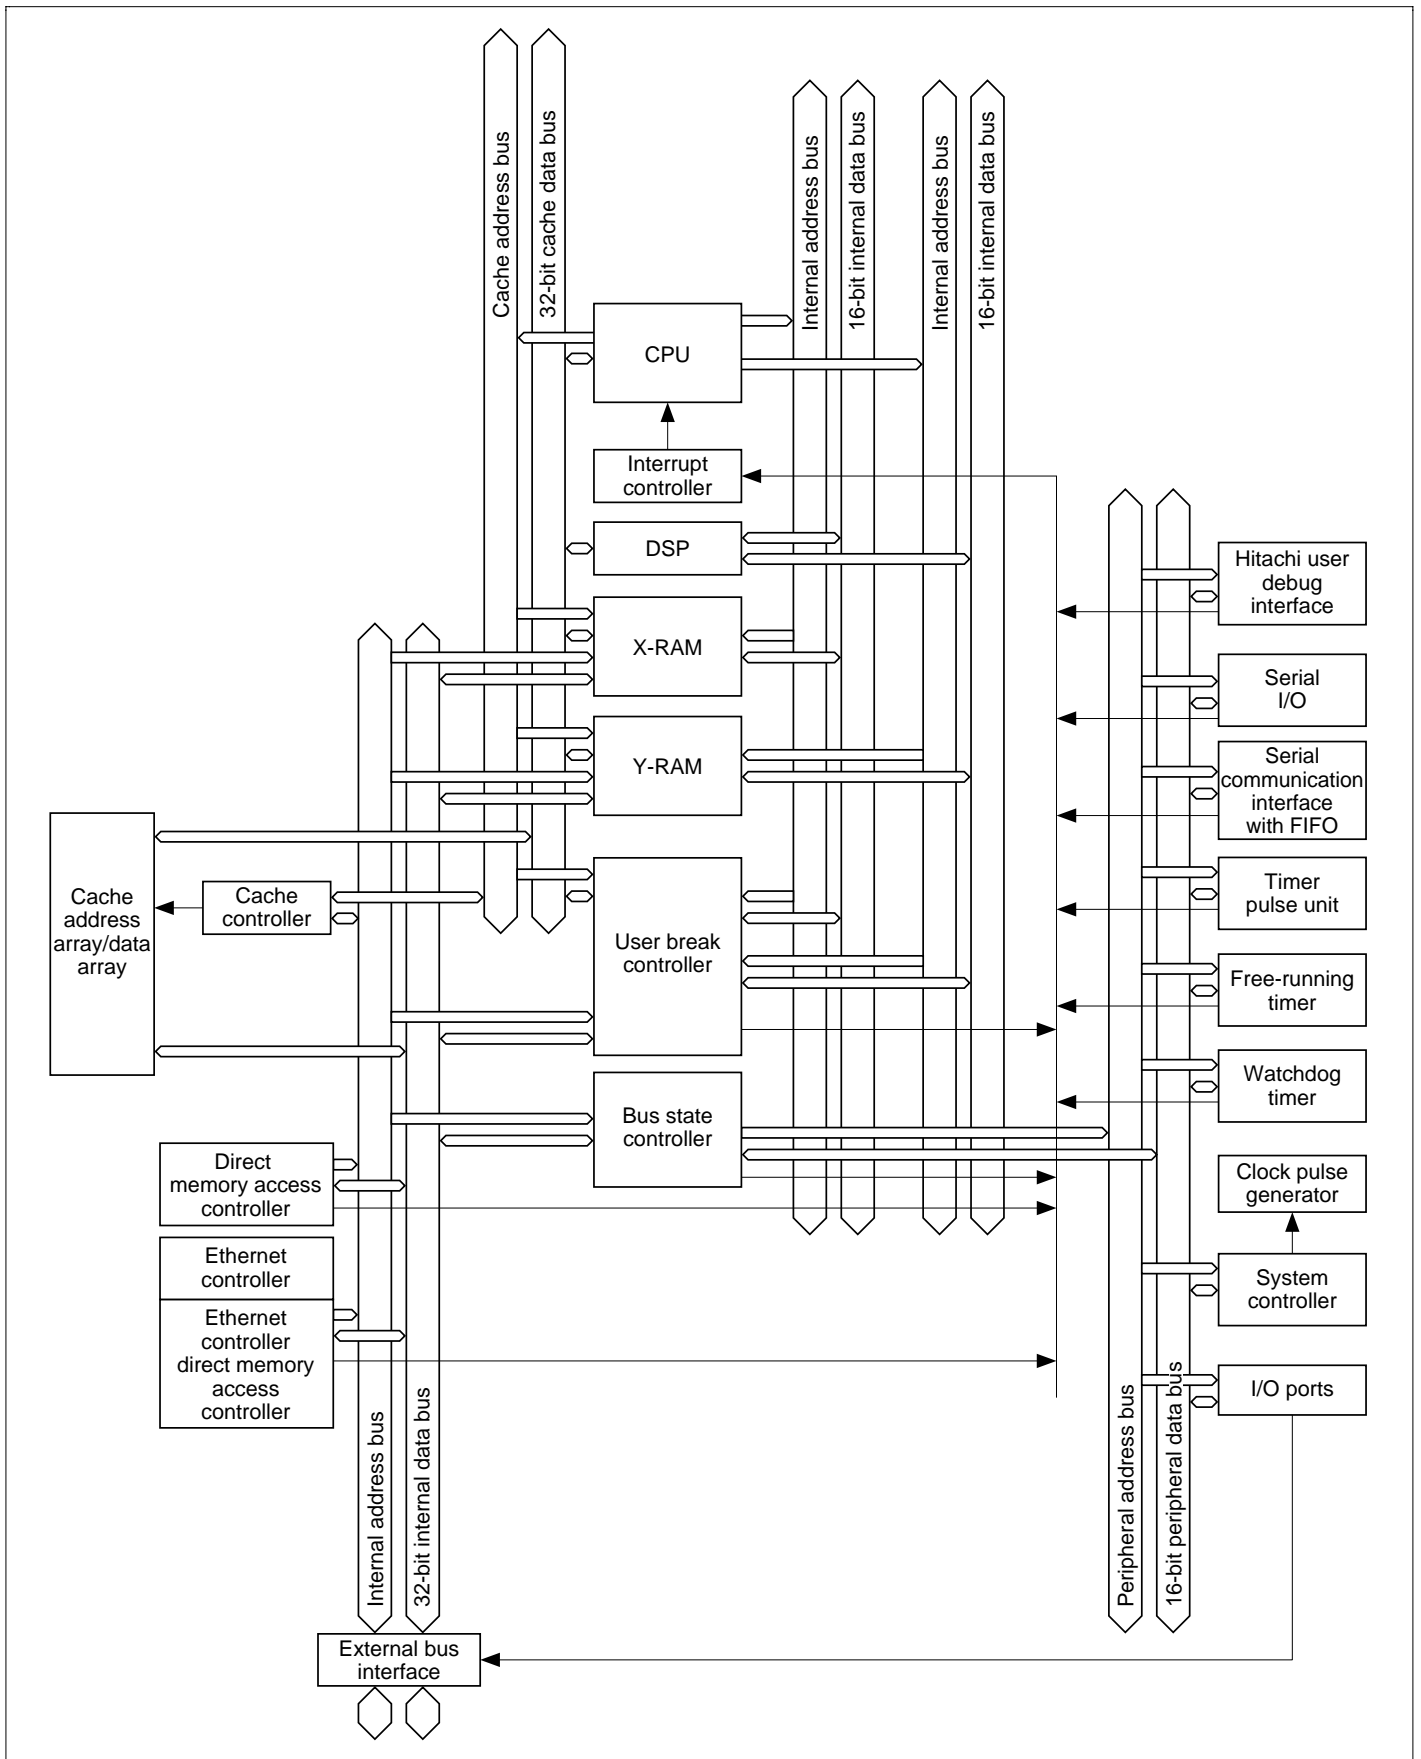 Cache address bus
32-bit cache data bus
Internal address bus
16-bit internal data bus
Internal address bus
16-bit internal data bus
CPU
Interrupt
controller
DSP
X-RAM
Y-RAM
User break
controller
Bus state
controller
Cache
address
array/data
array
Cache
controller
Direct
memory access
controller
Ethernet
controller
Ethernet
controller
direct memory
access
controller
Internal address bus
32-bit internal data bus
External bus
interface
Hitachi user
debug
interface
Serial
I/O
Serial
communication
interface
with FIFO
Timer
pulse unit
Free-running
timer
Watchdog
timer
Clock pulse
generator
System
controller
I/O ports
Peripheral address bus
16-bit peripheral data bus